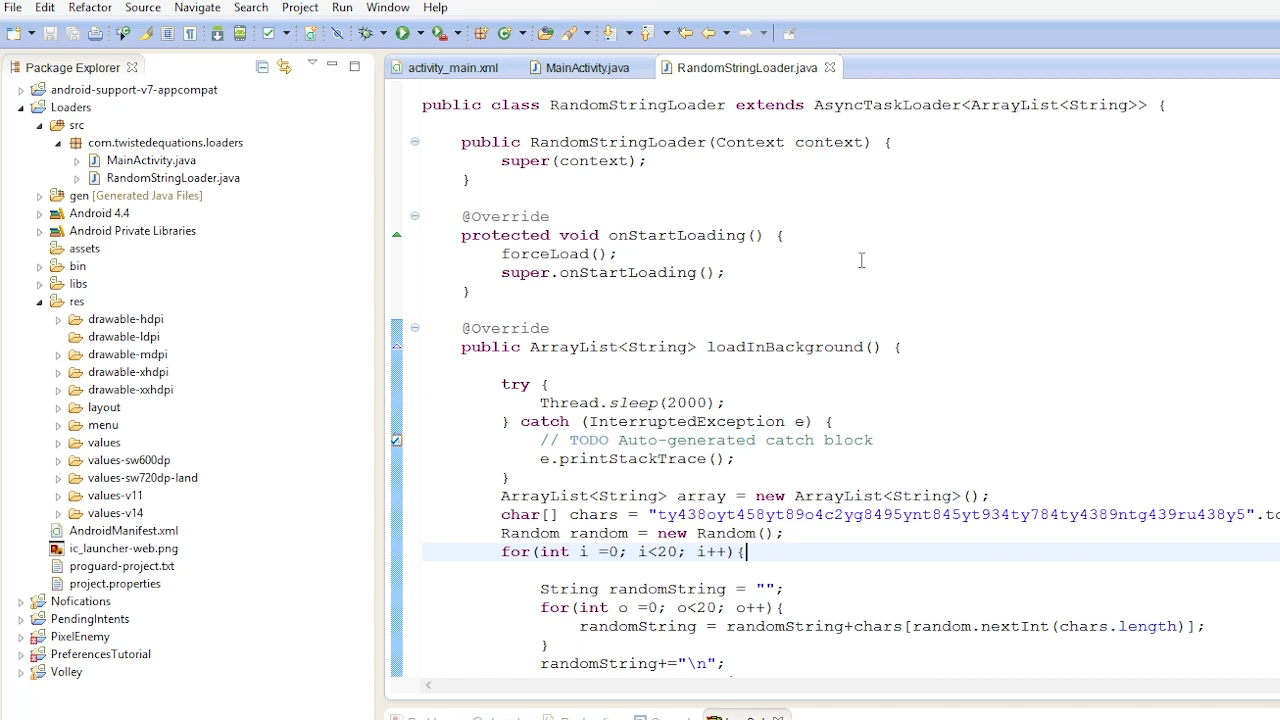 File Edit Refactor Source Navigate Search Project Run Window Help
Package Explorer
activity_main.xml MainActivity.java RandomStringLoader.java
android-support-v7-appcompat
Loaders
src
com.twistedequations.loaders
MainActivity.java
RandomStringLoader.java
gen [Generated Java Files]
Android 4.4
Android Private Libraries
assets
bin
libs
res
drawable-hdpi
drawable-ldpi
drawable-mdpi
drawable-xhdpi
drawable-xxhdpi
layout
menu
values
values-sw600dp
values-sw720dp-land
values-v11
values-v14
AndroidManifest.xml
ic_launcher-web.png
proguard-project.txt
project.properties
Nofications
PendingIntents
PixelEnemy
PreferencesTutorial
Volley
public class RandomStringLoader extends AsyncTaskLoader<ArrayList<String>> {
public RandomStringLoader(Context context) {
super(context);
}
@Override
protected void onStartLoading() {
forceLoad();
super.onStartLoading();
}
@Override
public ArrayList<String> loadInBackground() {
try {
Thread.sleep(2000);
} catch (InterruptedException e) {
// TODO Auto-generated catch block
e.printStackTrace();
}
ArrayList<String> array = new ArrayList<String>();
char[] chars = "ty438oyt458yt89o4c2yg8495ynt845yt934ty784ty4389ntg439ru438y5".to
Random random = new Random();
for(int i =0; i<20; i++){
String randomString = "";
for(int o =0; o<20; o++){
randomString = randomString+chars[random.nextInt(chars.length)];
}
randomString+="\n";